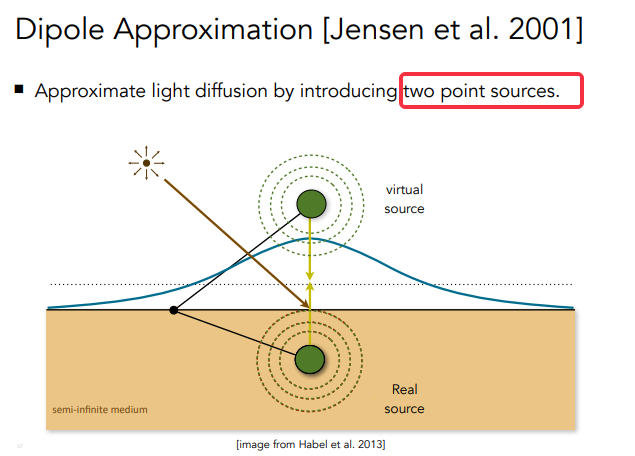 Dipole Approximation [Jensen et al. 2001]
Approximate light diffusion by introducing two point sources.
virtual
source
Real
source
semi-infinite medium
[image from Habel et al. 2013]